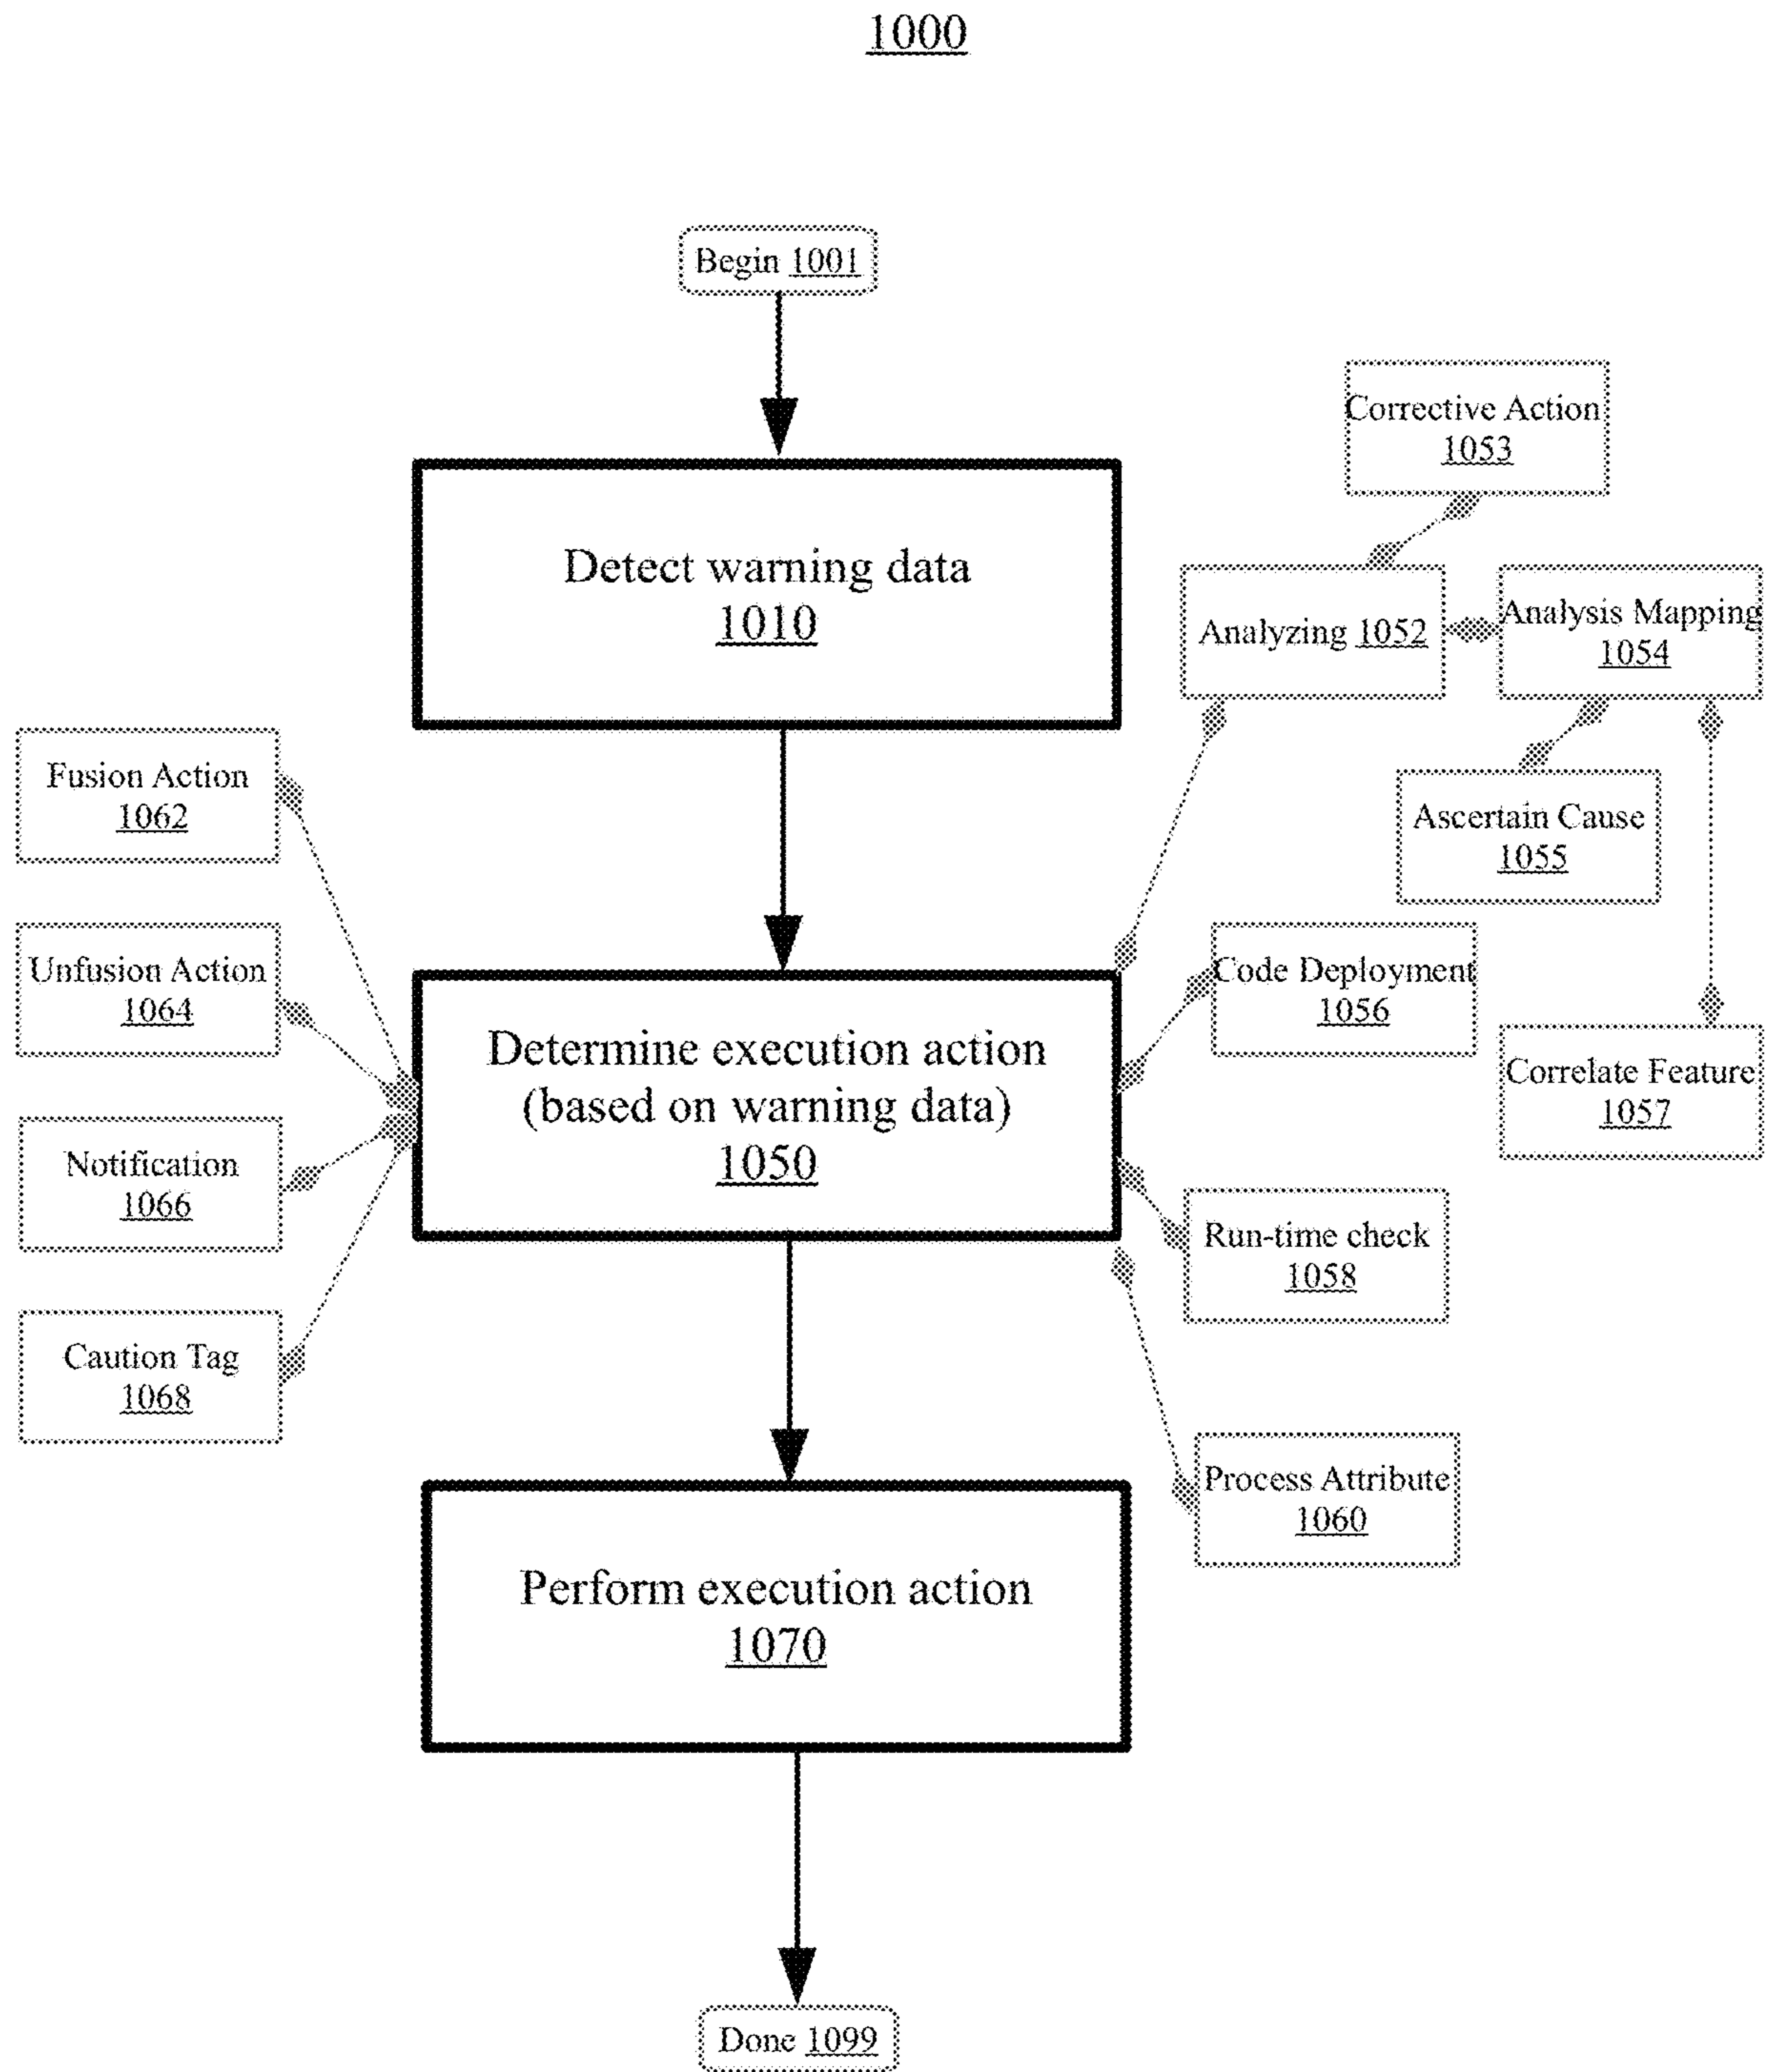 1000
Begin 1001
Corrective Action
1053
Detect warning data
1010
Analyzing 1052
Analysis Mapping
1054
Fusion Action
1062
Ascertain Cause
1055
Unfusion Action
1064
Code Deployment
1056
Determine execution action
(based on warning data)
1050
Correlate Feature
1057
Notification
1066
Run-time check
1058
Caution Tag
1068
Process Attribute
1060
Perform execution action
1070
Done 1099